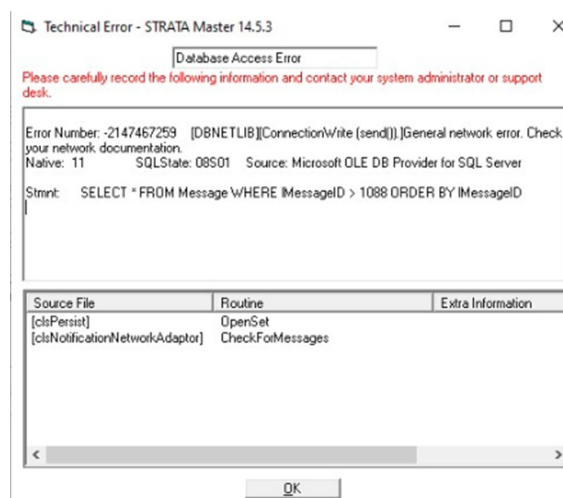 Technical Error - STRATA Master 14.5.3
Database Access Error
Please carefully record the following information and contact your system administrator or support
desk.
Error Number: -2147467259 [DBNETLIB][ConnectionWrite (send()).]General network error. Check
your network documentation.
Native: 11 SQLState: 08S01 Source: Microsoft OLE DB Provider for SQL Server
Stmnt: SELECT * FROM Message WHERE lMessageID > 1088 ORDER BY lMessageID
Source File Routine Extra Information
[clsPersist] OpenSet
[clsNotificationNetworkAdaptor] CheckForMessages
OK